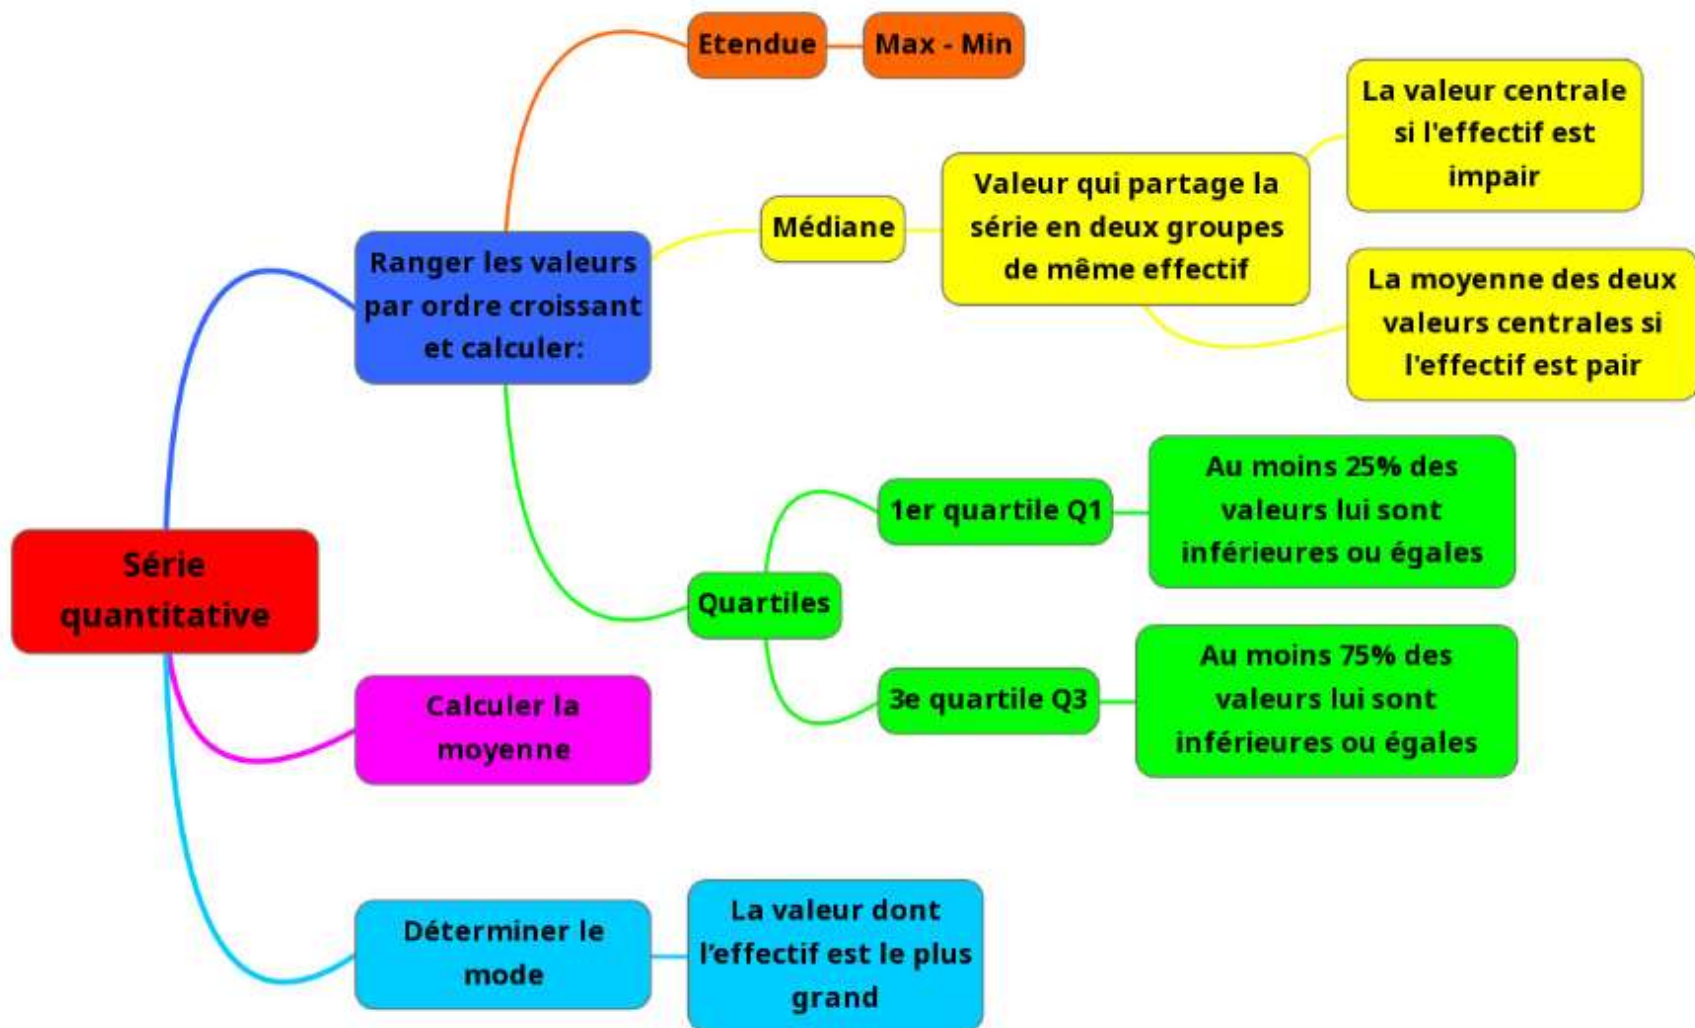 Etendue
Max - Min
La valeur centrale
si l'effectif est
impair
Médiane
Valeur qui partage la
série en deux groupes
de même effectif
La moyenne des deux
valeurs centrales si
l'effectif est pair
Ranger les valeurs
par ordre croissant
et calculer:
1er quartile Q1
Au moins 25% des
valeurs lui sont
inférieures ou égales
Quartiles
3e quartile Q3
Au moins 75% des
valeurs lui sont
inférieures ou égales
Série
quantitative
Calculer la
moyenne
Déterminer le
mode
La valeur dont
l’effectif est le plus
grand